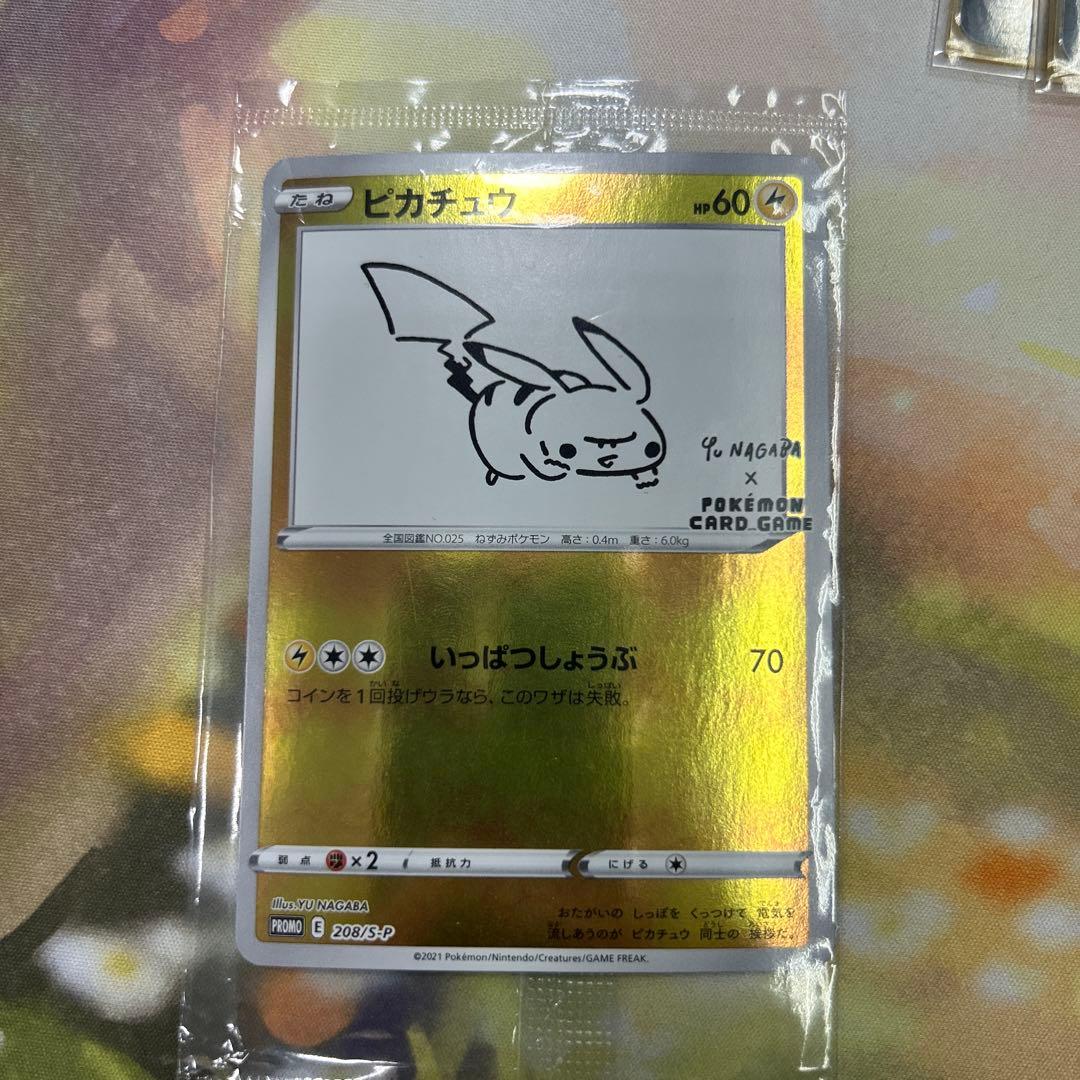 たね ピカチュウ HP60
Yu NAGABA
×
POKÉMON
CARD GAME
全国図鑑NO.025 ねずみポケモン 高さ:0.4m 重さ:6.0kg
いっぱつしょうぶ 70
コインを1回投げウラなら、このワザは失敗。
弱点 ×2 抵抗力 にげる
Illus.YU NAGABA
PROMO E 208/S-P
おたがいの しっぽを くっつけて 電気を
流しあうのが ピカチュウ 同士の 挨拶だ。
©2021 Pokémon/Nintendo/Creatures/GAME FREAK.